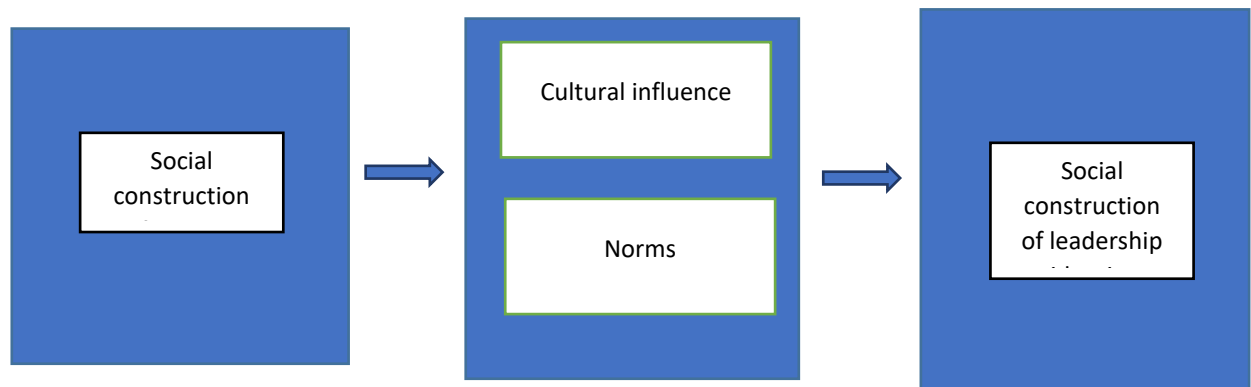 Social
construction
Cultural influence
Norms
Social
construction
of leadership